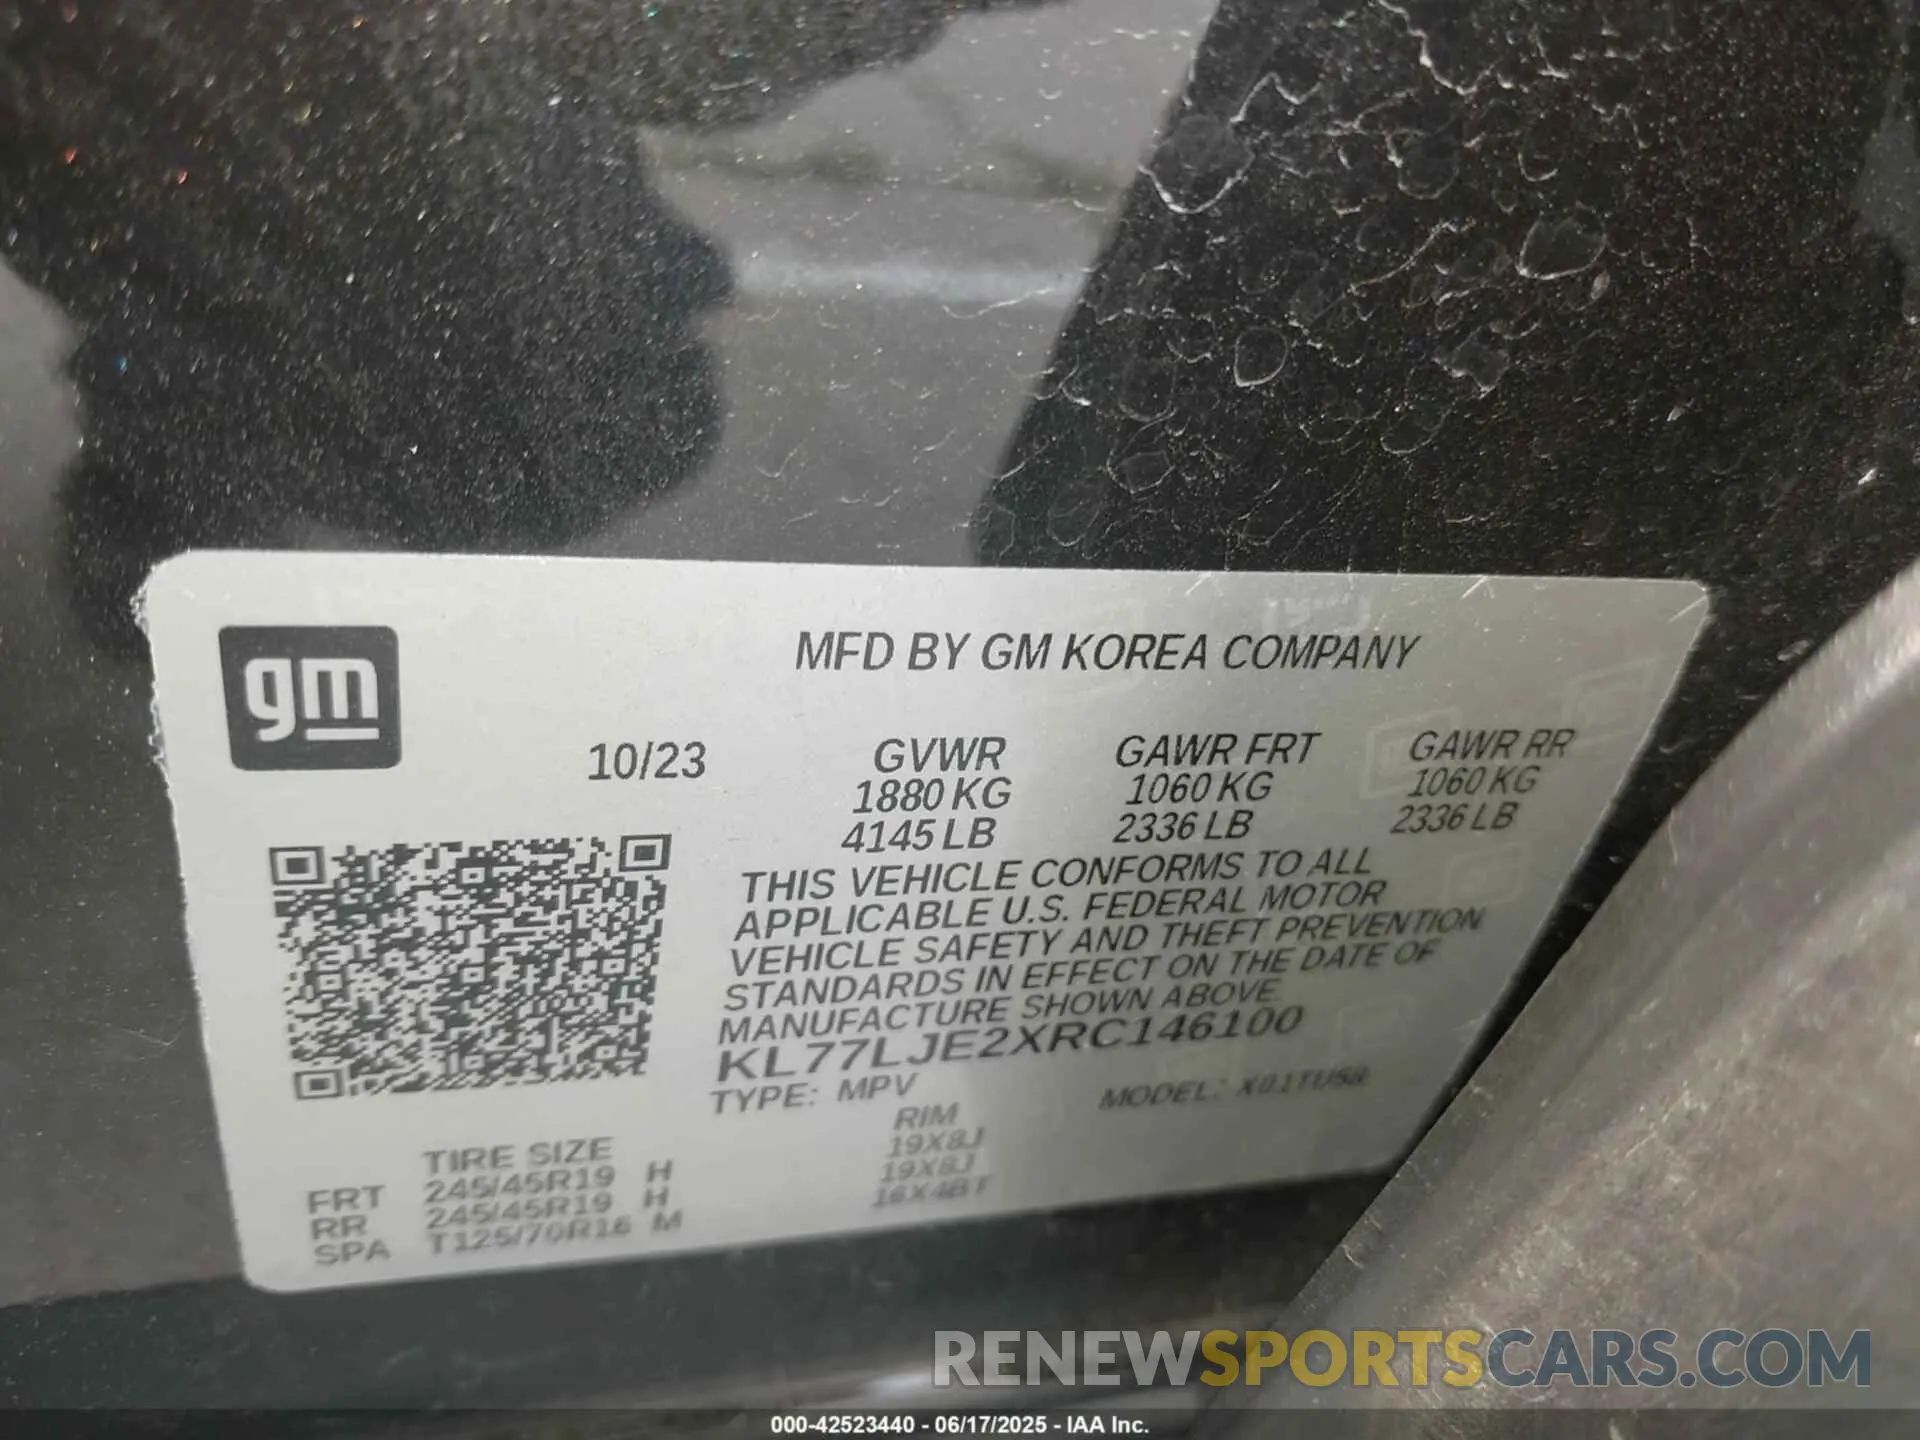 gm
MFD BY GM KOREA COMPANY
10/23
GVWR GAWR FRT GAWR RR
1880 KG 1060 KG 1060 KG
4145 LB 2336 LB 2336 LB
THIS VEHICLE CONFORMS TO ALL
APPLICABLE U.S. FEDERAL MOTOR
VEHICLE SAFETY AND THEFT PREVENTION
STANDARDS IN EFFECT ON THE DATE OF
MANUFACTURE SHOWN ABOVE.
KL77LJE2XRC146100
TYPE: MPV MODEL:
TIRE SIZE RIM
FRT 245/45R19 H 19X8J
RR 245/45R19 H 19X8J
SPA T125/70R16 M 16X4BT
RENEWSPORTSCARS.COM
000-42523440 - 06/17/2025 - IAA Inc.